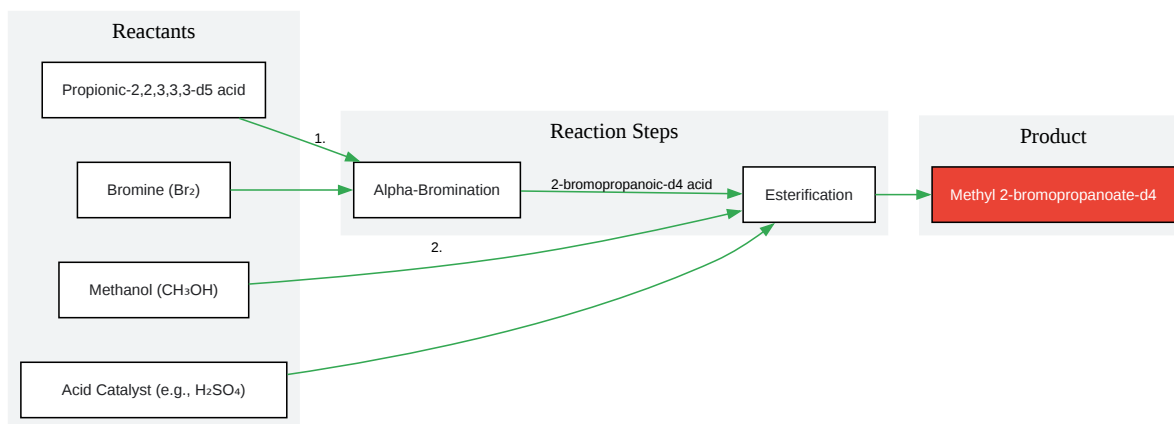 Reactants
Propionic-2,2,3,3,3-d5 acid
1.
Bromine (Br₂)
Methanol (CH₃OH)
2.
Acid Catalyst (e.g., H₂SO₄)
Reaction Steps
Alpha-Bromination
2-bromopropanoic-d4 acid
Esterification
Product
Methyl 2-bromopropanoate-d4